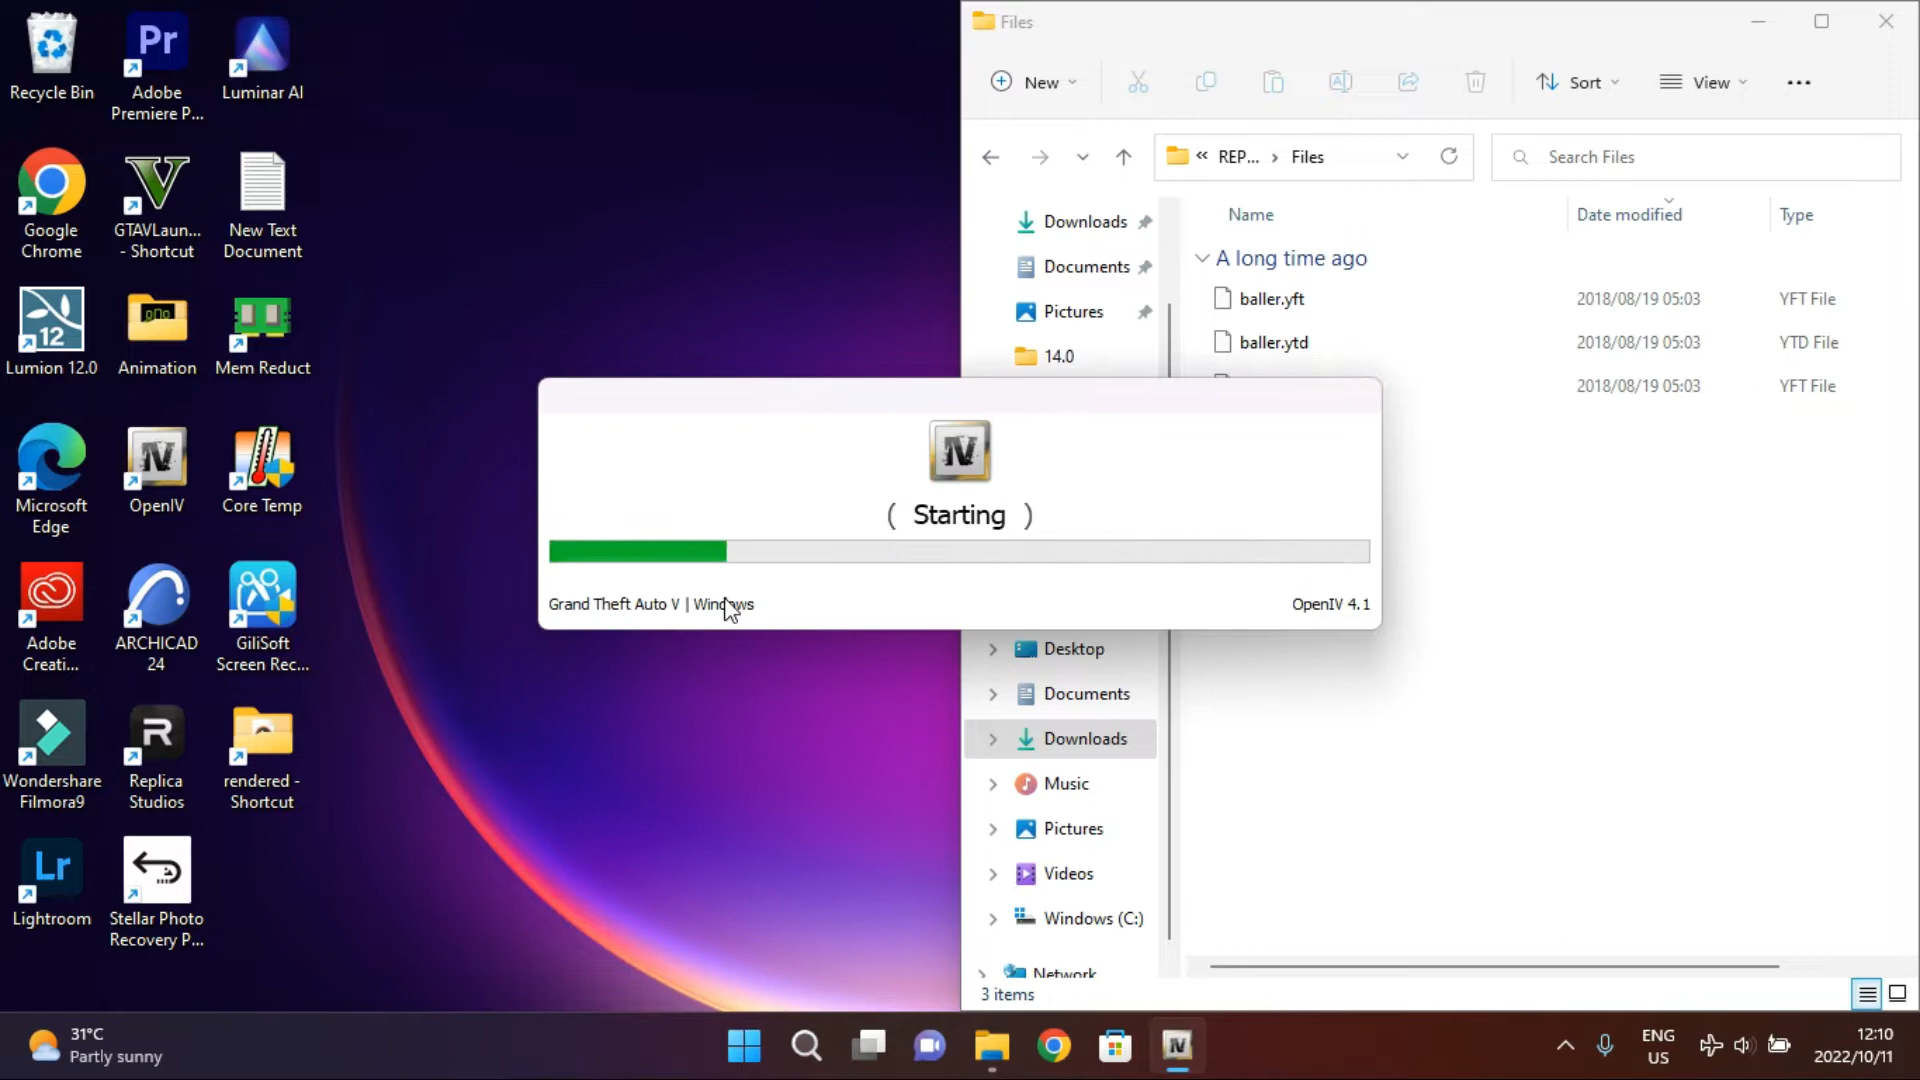 Recycle Bin
Pr
Adobe
Premiere P...
Luminar AI
Google
Chrome
V
GTAVLaun...
- Shortcut
New Text
Document
12
Lumion 12.0
Animation
Mem Reduct
Microsoft
Edge
IV
OpenIV
Core Temp
Adobe
Creati...
ARCHICAD
24
GiliSoft
Screen Rec...
Wondershare
Filmora9
R
Replica
Studios
rendered -
Shortcut
Lr
Lightroom
Stellar Photo
Recovery P...
Files
New
Sort
View
REP...
Files
Search Files
Name
Date modified
Type
Downloads
Documents
Pictures
14.0
A long time ago
baller.yft
2018/08/19 05:03
YFT File
baller.ytd
2018/08/19 05:03
YTD File
2018/08/19 05:03
YFT File
IV
( Starting )
Grand Theft Auto V | Windows
OpenIV 4.1
Desktop
Documents
Downloads
Music
Pictures
Videos
Windows (C:)
Network
3 items
31°C
Partly sunny
IV
ENG
US
12:10
2022/10/11